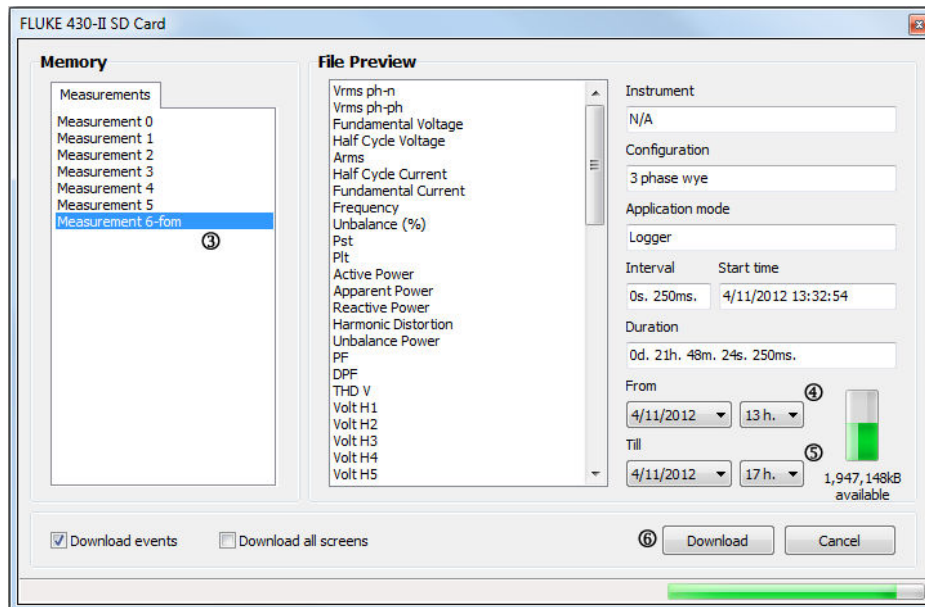 FLUKE 430-II SD Card
Memory
Measurements
Measurement 0
Measurement 1
Measurement 2
Measurement 3
Measurement 4
Measurement 5
Measurement 6-fom
③
File Preview
Vrms ph-n
Vrms ph-ph
Fundamental Voltage
Half Cycle Voltage
Arms
Half Cycle Current
Fundamental Current
Frequency
Unbalance (%)
Pst
Plt
Active Power
Apparent Power
Reactive Power
Harmonic Distortion
Unbalance Power
PF
DPF
THD V
Volt H1
Volt H2
Volt H3
Volt H4
Volt H5
Instrument
N/A
Configuration
3 phase wye
Application mode
Logger
Interval Start time
0s. 250ms. 4/11/2012 13:32:54
Duration
0d. 21h. 48m. 24s. 250ms.
From ④
4/11/2012 13 h.
Till ⑤
4/11/2012 17 h.
1,947,148kB
available
Download events Download all screens ⑥ Download Cancel